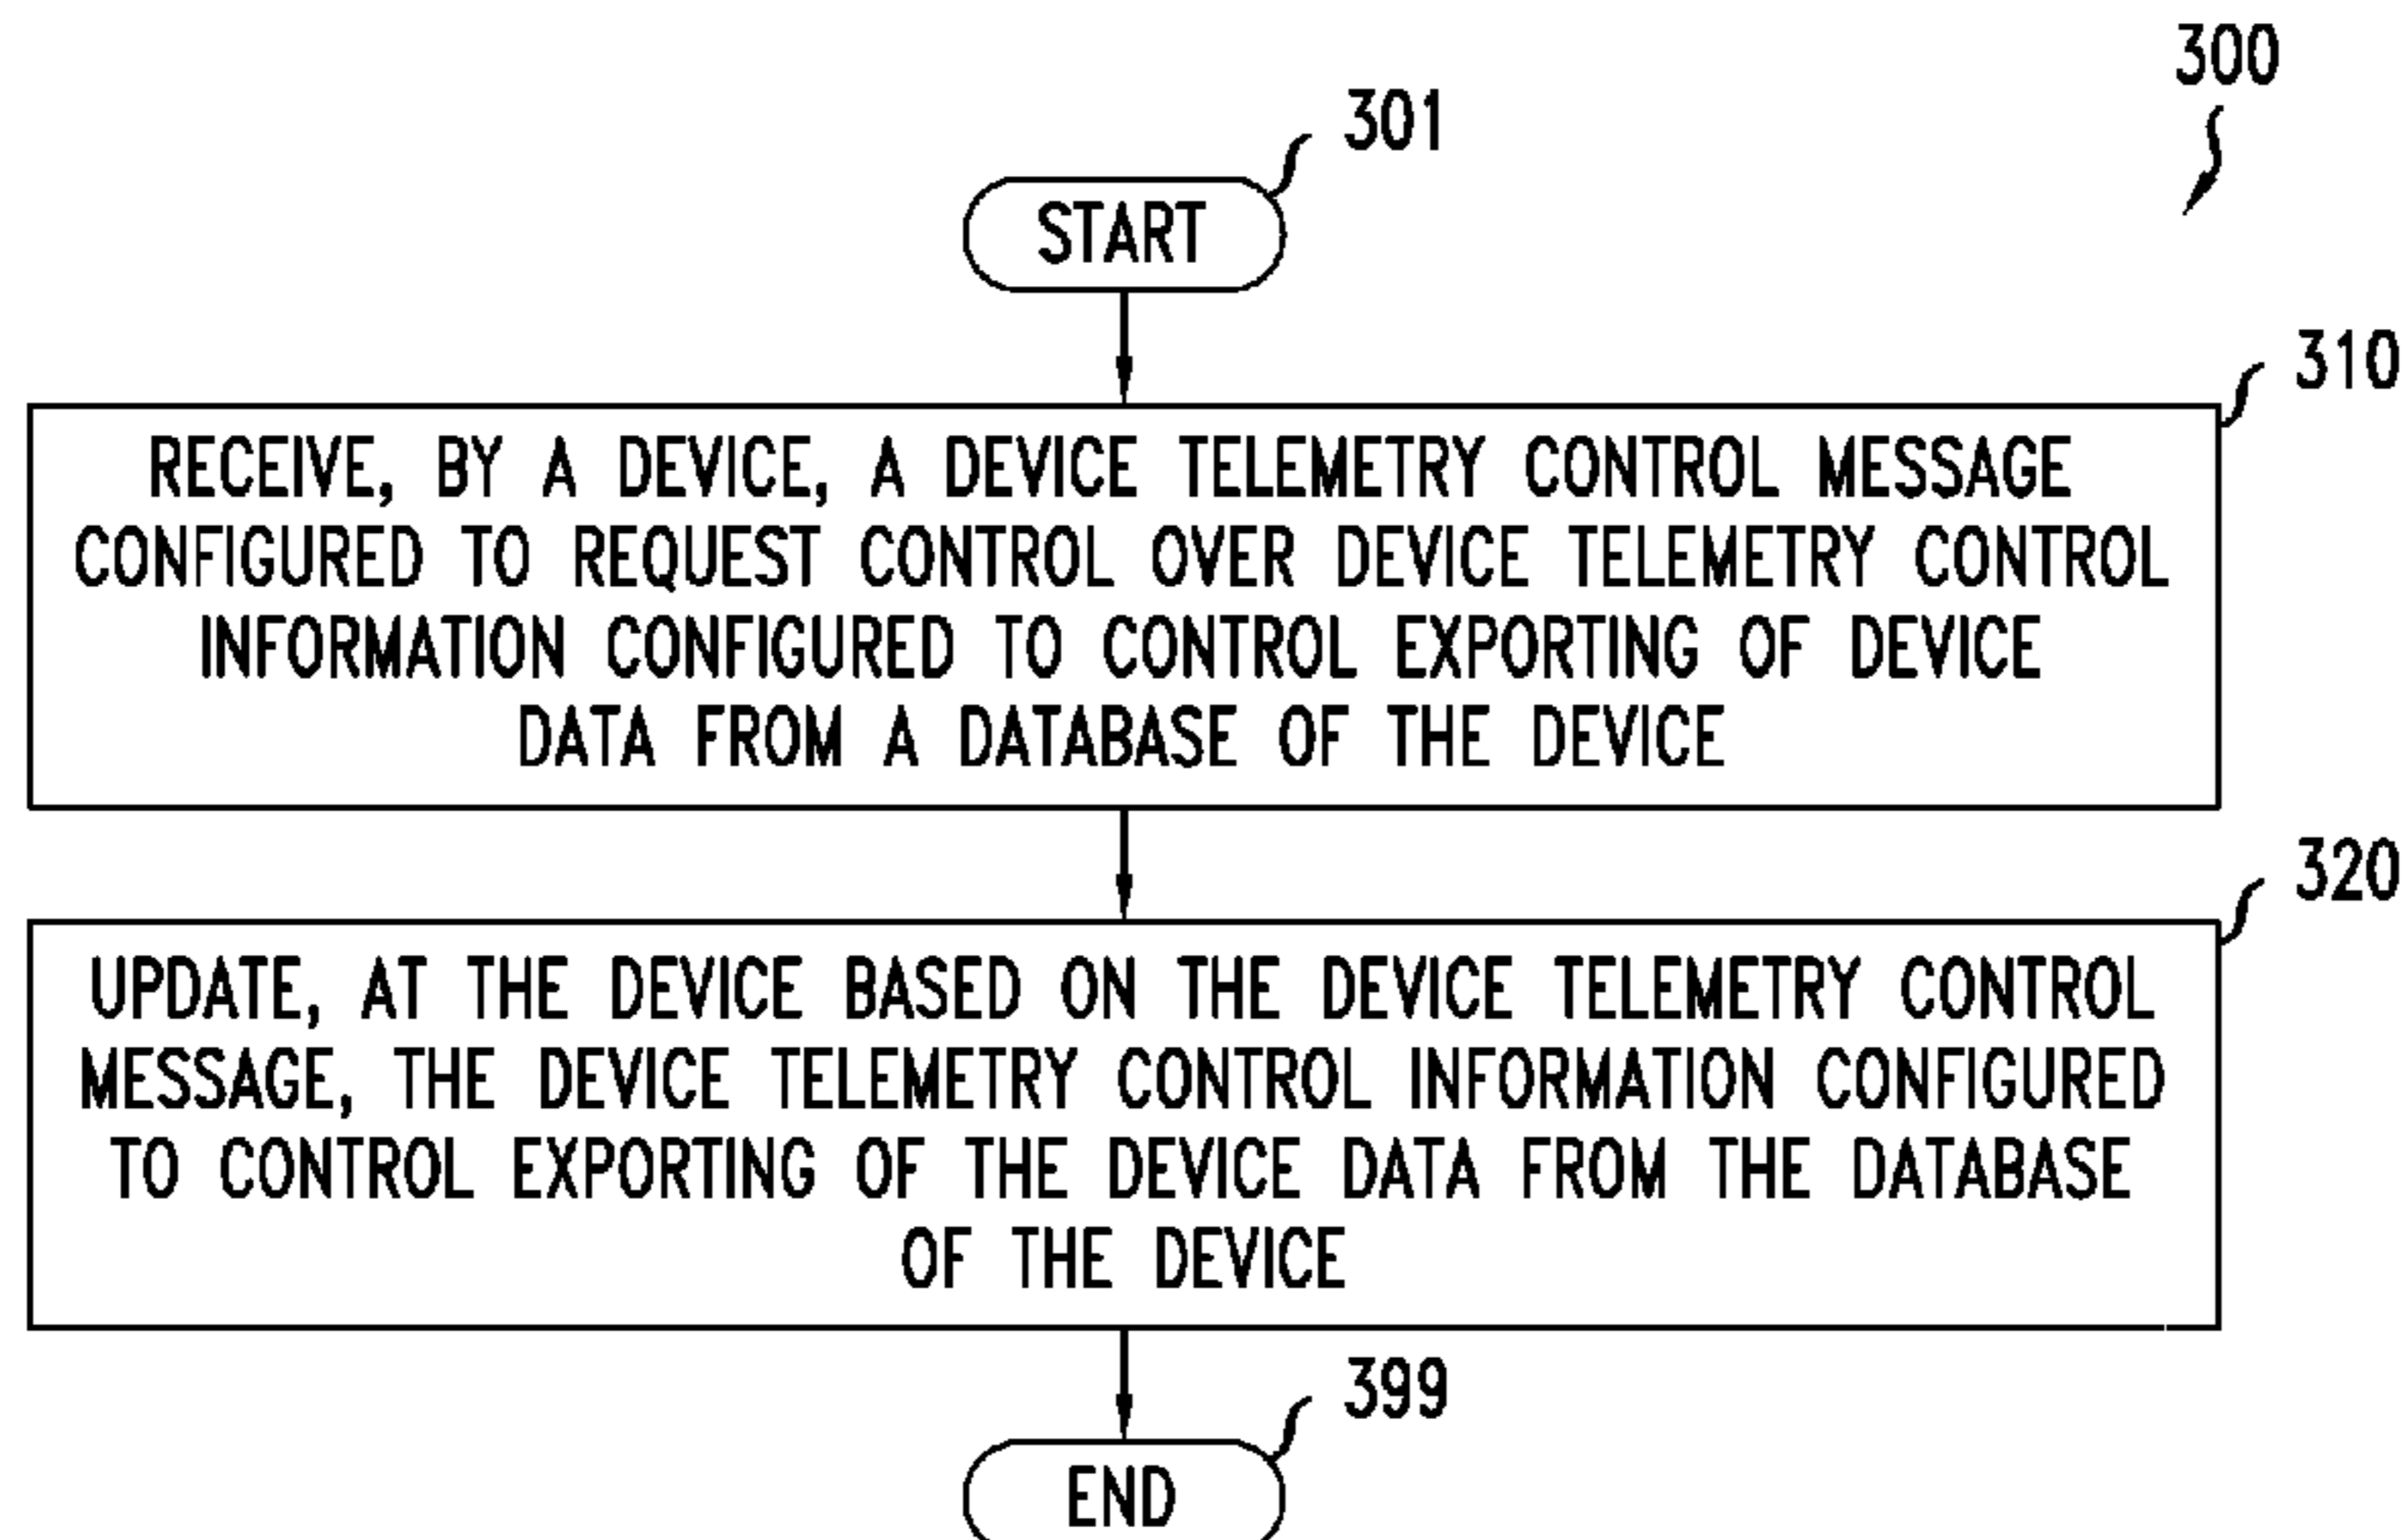 300
301
START
310
RECEIVE, BY A DEVICE, A DEVICE TELEMETRY CONTROL MESSAGE
CONFIGURED TO REQUEST CONTROL OVER DEVICE TELEMETRY CONTROL
INFORMATION CONFIGURED TO CONTROL EXPORTING OF DEVICE
DATA FROM A DATABASE OF THE DEVICE
320
UPDATE, AT THE DEVICE BASED ON THE DEVICE TELEMETRY CONTROL
MESSAGE, THE DEVICE TELEMETRY CONTROL INFORMATION CONFIGURED
TO CONTROL EXPORTING OF THE DEVICE DATA FROM THE DATABASE
OF THE DEVICE
399
END